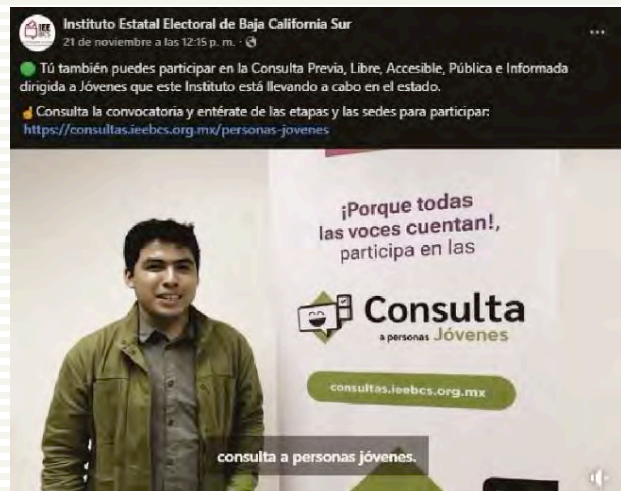 IEE
BCS
Instituto Estatal Electoral de Baja California Sur
21 de noviembre a las 12:15 p. m. ·
Tú también puedes participar en la Consulta Previa, Libre, Accesible, Pública e Informada
dirigida a Jóvenes que este Instituto está llevando a cabo en el estado.
Consulta la convocatoria y entérate de las etapas y las sedes para participar:
https://consultas.ieebcs.org.mx/personas-jovenes
¡Porque todas
las voces cuentan!,
participa en las
Consulta
a personas Jóvenes
consultas.ieebcs.org.mx
consulta a personas jóvenes.